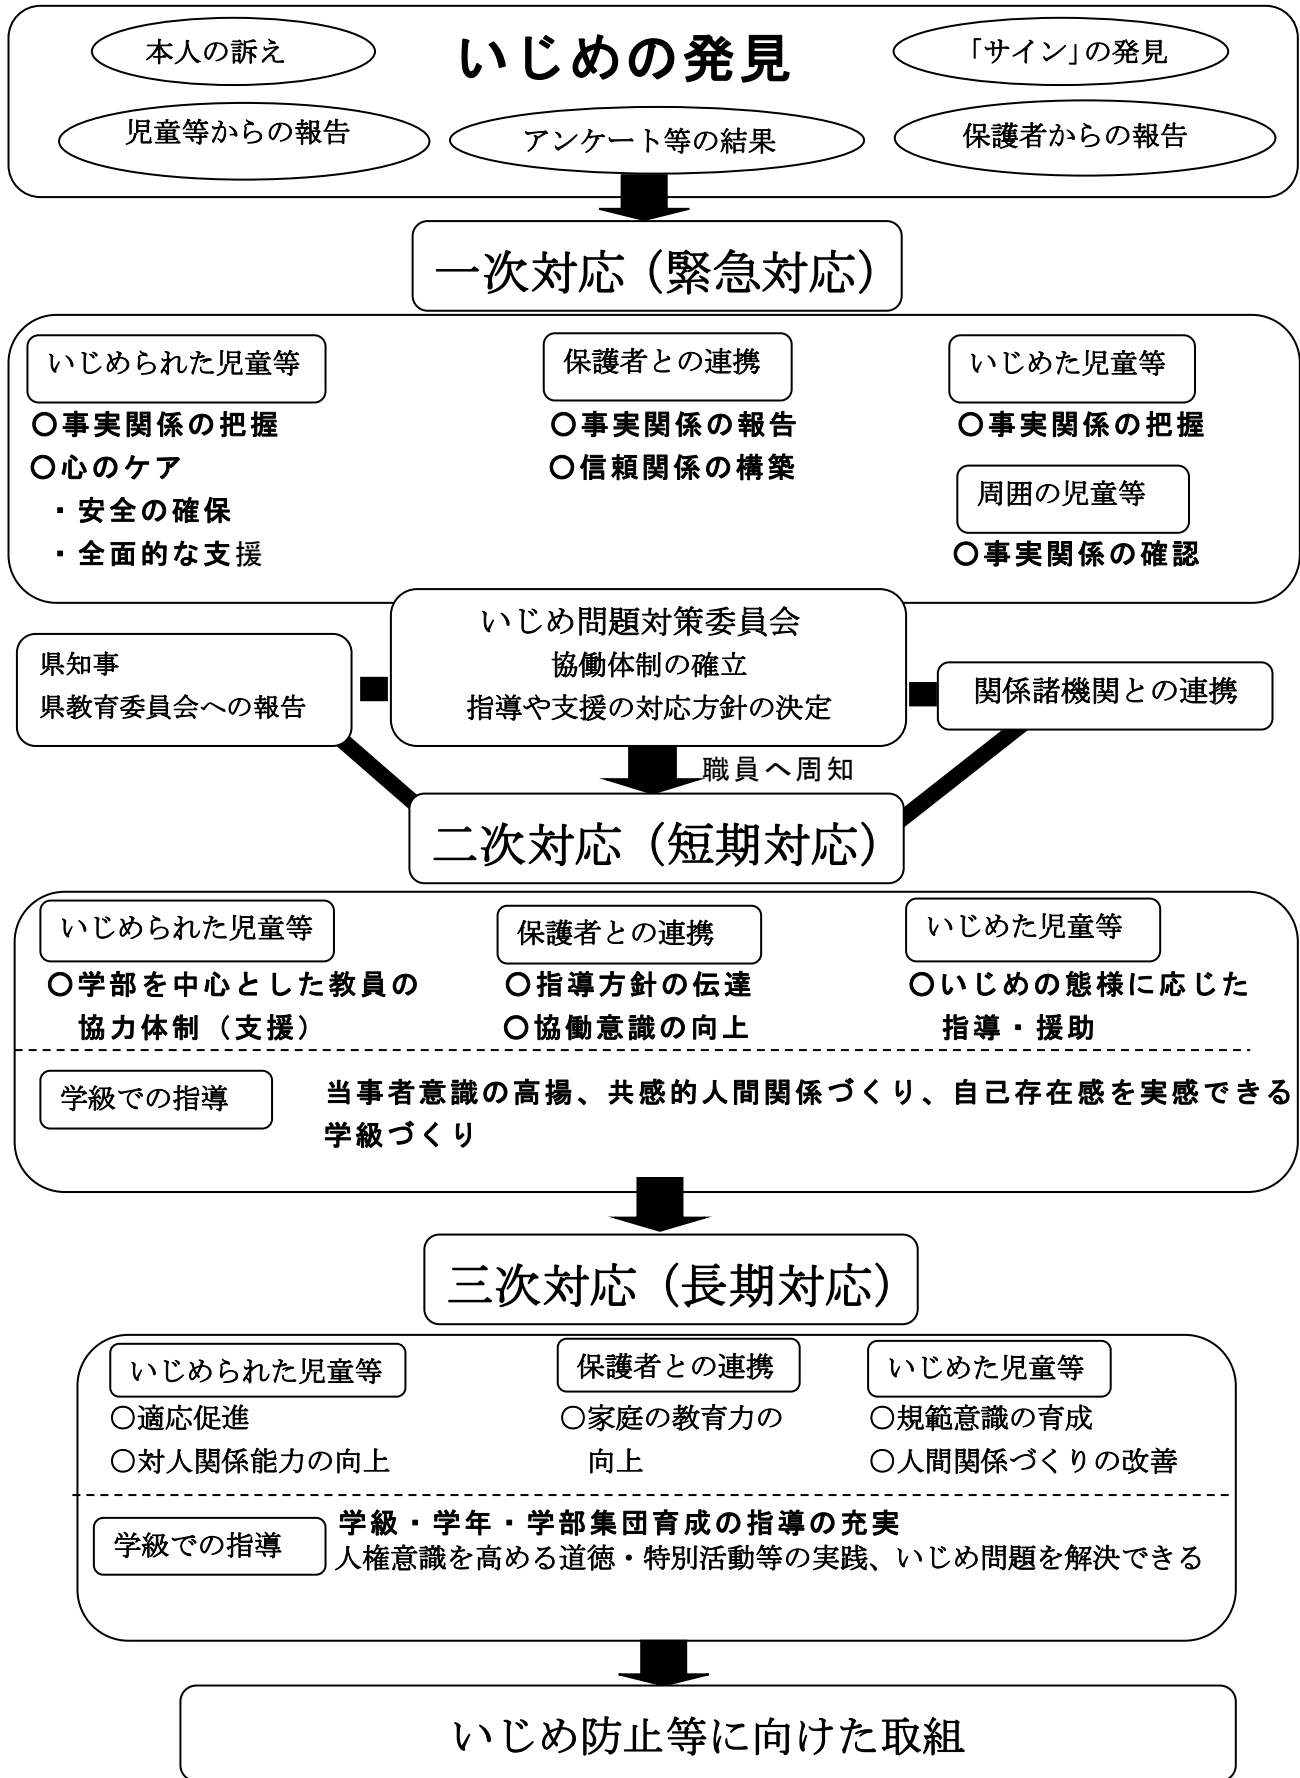 いじめの発見
本人の訴え
「サイン」の発見
児童等からの報告
アンケート等の結果
保護者からの報告
一次対応（緊急対応）
いじめられた児童等
○事実関係の把握
○心のケア
・安全の確保
・全面的な支援
保護者との連携
○事実関係の報告
○信頼関係の構築
いじめた児童等
○事実関係の把握
周囲の児童等
○事実関係の確認
いじめ問題対策委員会
協働体制の確立
指導や支援の対応方針の決定
県知事
県教育委員会への報告
関係諸機関との連携
職員へ周知
二次対応（短期対応）
いじめられた児童等
○学部を中心とした教員の
協力体制（支援）
保護者との連携
○指導方針の伝達
○協働意識の向上
いじめた児童等
○いじめの態様に応じた
指導・援助
学級での指導
当事者意識の高揚、共感的人間関係づくり、自己存在感を実感できる
学級づくり
三次対応（長期対応）
いじめられた児童等
○適応促進
○対人関係能力の向上
保護者との連携
○家庭の教育力の
向上
いじめた児童等
○規範意識の育成
○人間関係づくりの改善
学級での指導
学級・学年・学部集団育成の指導の充実
人権意識を高める道徳・特別活動等の実践、いじめ問題を解決できる
いじめ防止等に向けた取組